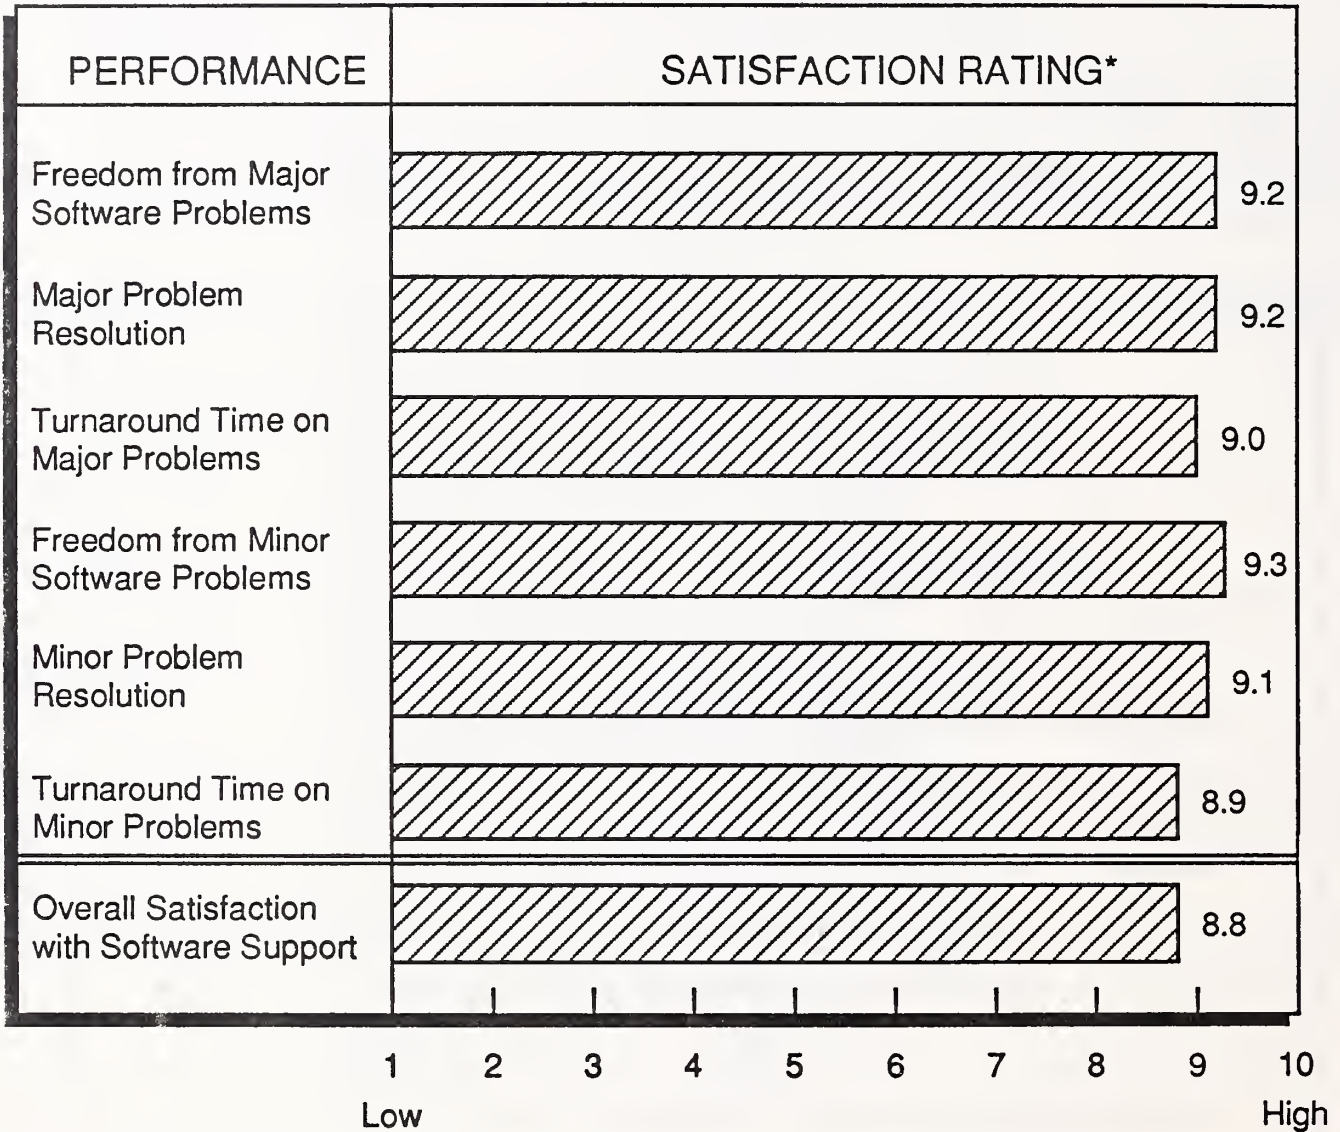 PERFORMANCE
SATISFACTION RATING*
Freedom from Major
Software Problems
9.2
Major Problem
Resolution
9.2
Turnaround Time on
Major Problems
9.0
Freedom from Minor
Software Problems
9.3
Minor Problem
Resolution
9.1
Turnaround Time on
Minor Problems
8.9
Overall Satisfaction
with Software Support
8.8
1 2 3 4 5 6 7 8 9 10
Low High